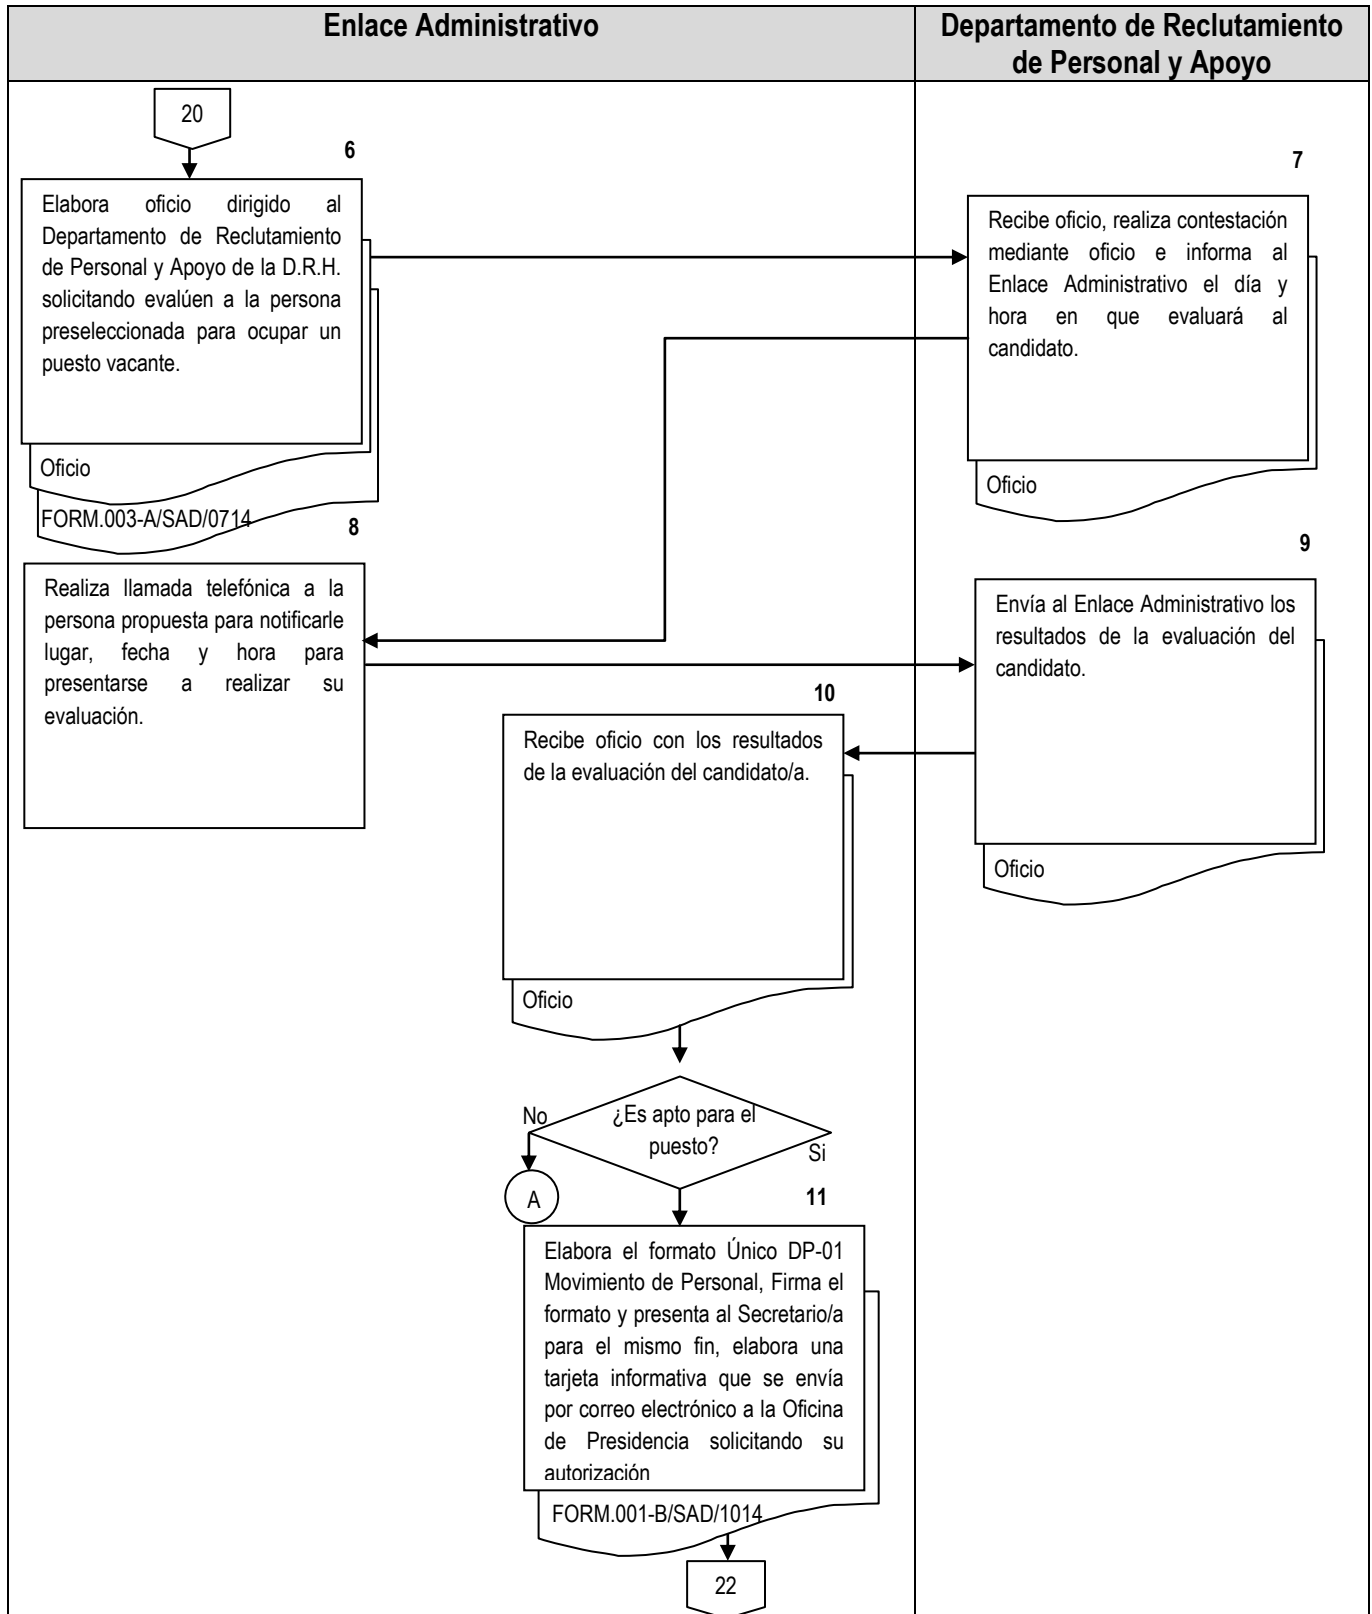 Enlace Administrativo
Departamento de Reclutamiento
de Personal y Apoyo
20
6
Elabora oficio dirigido al
Departamento de Reclutamiento
de Personal y Apoyo de la D.R.H.
solicitando evalúen a la persona
preseleccionada para ocupar un
puesto vacante.
Oficio
FORM.003-A/SAD/0714
7
Recibe oficio, realiza contestación
mediante oficio e informa al
Enlace Administrativo el día y
hora en que evaluará al
candidato.
Oficio
8
Realiza llamada telefónica a la
persona propuesta para notificarle
lugar, fecha y hora para
presentarse a realizar su
evaluación.
9
Envía al Enlace Administrativo los
resultados de la evaluación del
candidato.
Oficio
10
Recibe oficio con los resultados
de la evaluación del candidato/a.
Oficio
¿Es apto para el
puesto?
No
Si
A
11
Elabora el formato Único DP-01
Movimiento de Personal, Firma el
formato y presenta al Secretario/a
para el mismo fin, elabora una
tarjeta informativa que se envía
por correo electrónico a la Oficina
de Presidencia solicitando su
autorización
FORM.001-B/SAD/1014
22